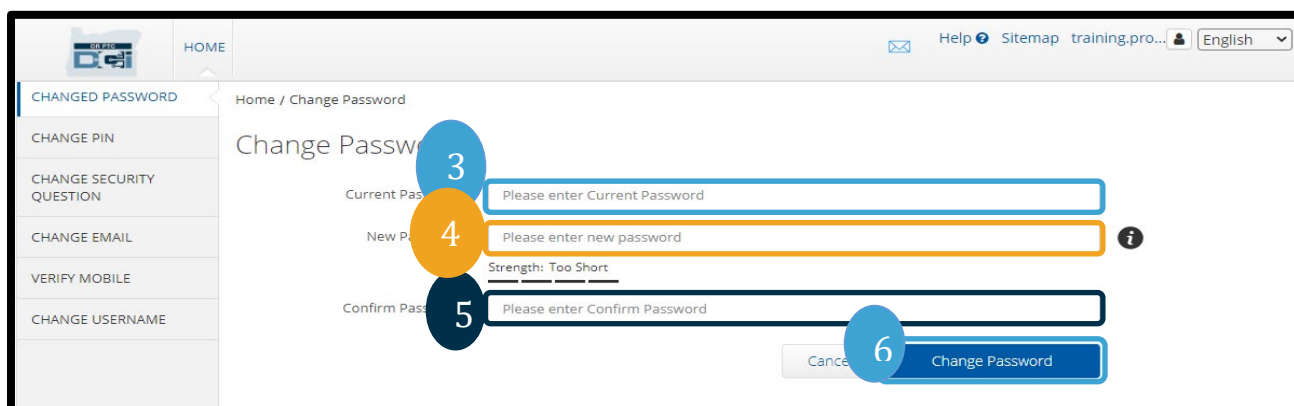 OR PTC
DCi
HOME
Help Sitemap training.pro... English
CHANGED PASSWORD
Home / Change Password
CHANGE PIN
Change Passw
3
CHANGE SECURITY
QUESTION
Current Pas
Please enter Current Password
CHANGE EMAIL
New P
4
Please enter new password
i
Strength: Too Short
VERIFY MOBILE
Confirm Pass
5
Please enter Confirm Password
CHANGE USERNAME
Cance
6
Change Password